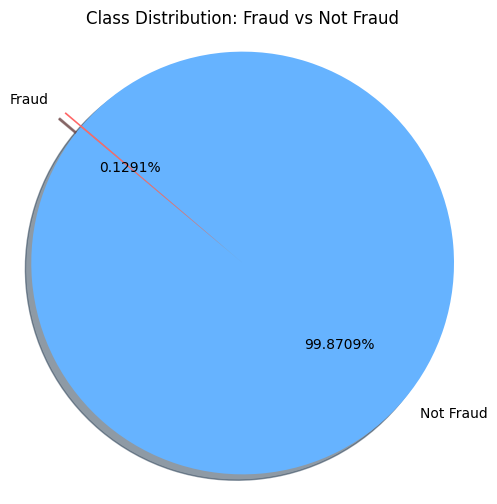 Class Distribution: Fraud vs Not Fraud
Fraud
0.1291%
99.8709%
Not Fraud